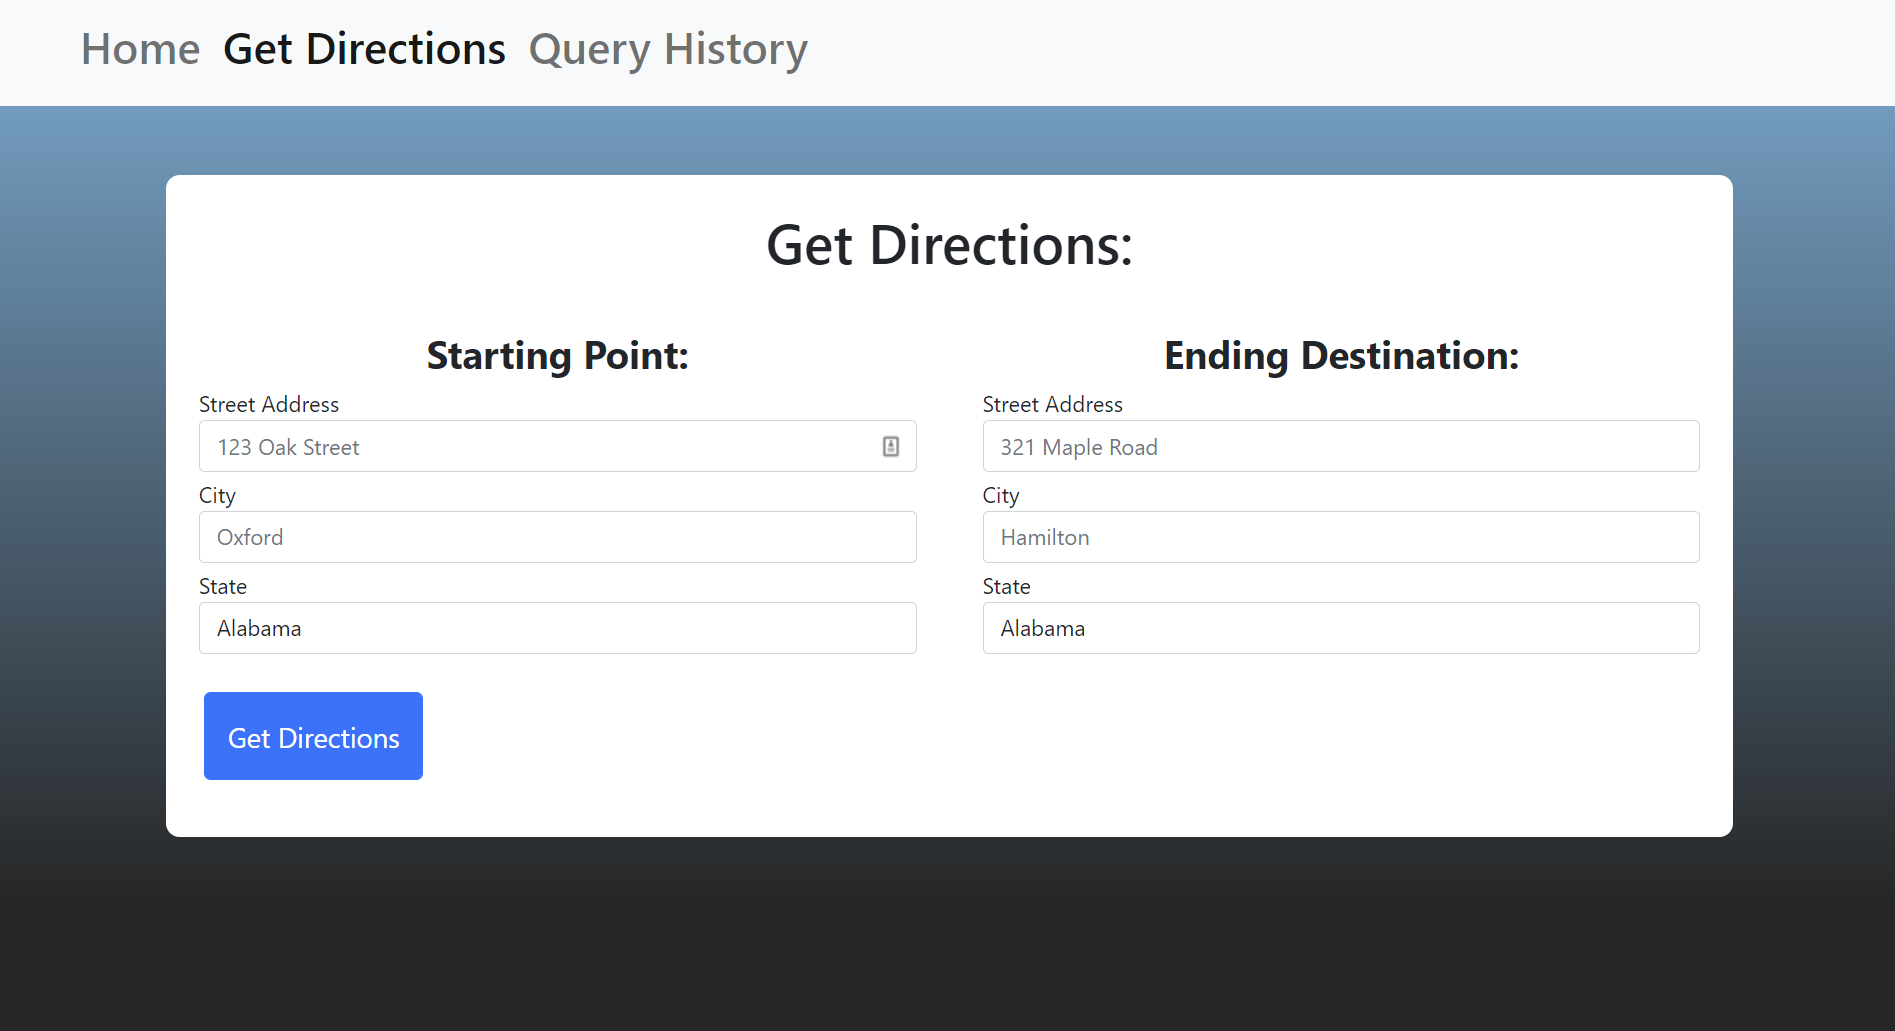 Home Get Directions Query History
Get Directions:
Starting Point:
Street Address
123 Oak Street
City
Oxford
State
Alabama
Ending Destination:
Street Address
321 Maple Road
City
Hamilton
State
Alabama
Get Directions